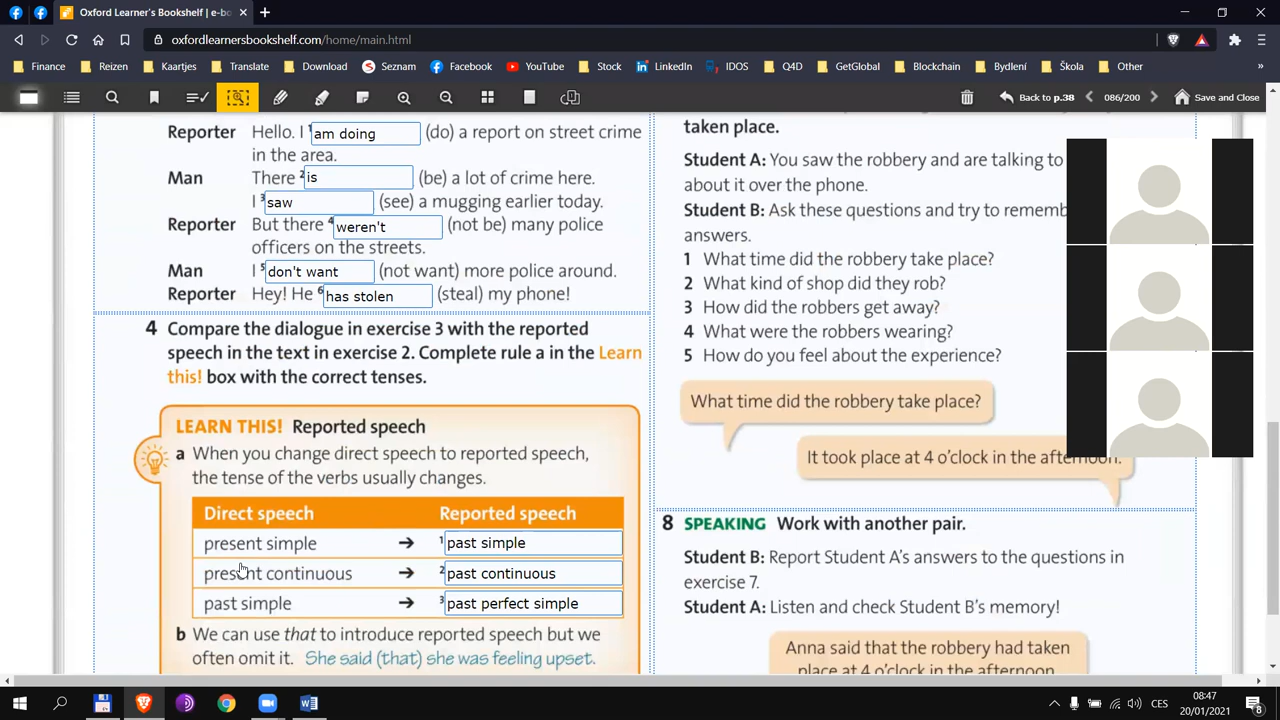 Oxford Learner's Bookshelf | e-bo
oxfordlearnersbookshelf.com/home/main.html
Finance Reizen Kaartjes Translate Download Seznam Facebook YouTube Stock LinkedIn IDOS Q4D GetGlobal Blockchain Bydlení Škola Other »
Back to p.38 086/200 Save and Close
Reporter Hello. I 1 am doing (do) a report on street crime
in the area.
Man There 2 is (be) a lot of crime here.
I 3 saw (see) a mugging earlier today.
Reporter But there 4 weren't (not be) many police
officers on the streets.
Man I 5 don't want (not want) more police around.
Reporter Hey! He 6 has stolen (steal) my phone!
4 Compare the dialogue in exercise 3 with the reported
speech in the text in exercise 2. Complete rule a in the Learn
this! box with the correct tenses.
LEARN THIS! Reported speech
a When you change direct speech to reported speech,
the tense of the verbs usually changes.
Direct speech Reported speech
present simple → 1 past simple
present continuous → 2 past continuous
past simple → 3 past perfect simple
b We can use that to introduce reported speech but we
often omit it. She said (that) she was feeling upset.
taken place.
Student A: You saw the robbery and are talking to
about it over the phone.
Student B: Ask these questions and try to rememb
answers.
1 What time did the robbery take place?
2 What kind of shop did they rob?
3 How did the robbers get away?
4 What were the robbers wearing?
5 How do you feel about the experience?
What time did the robbery take place?
It took place at 4 o'clock in the afternoon.
8 SPEAKING Work with another pair.
Student B: Report Student A's answers to the questions in
exercise 7.
Student A: Listen and check Student B's memory!
Anna said that the robbery had taken
place at 4 o'clock in the afternoon
CES
08:47
20/01/2021
8